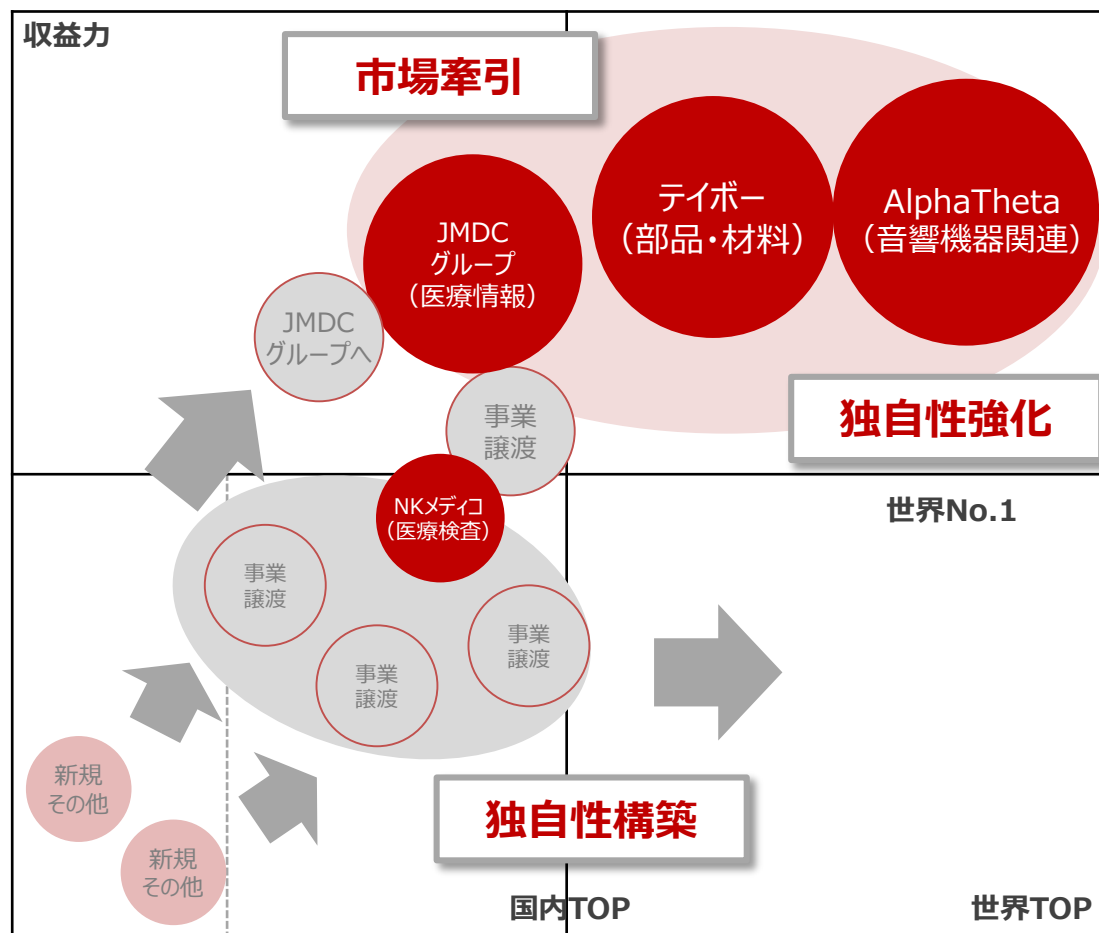 収益力
市場牽引
テイボー
（部品・材料）
AlphaTheta
（音響機器関連）
JMDC
グループ
（医療情報）
JMDC
グループへ
事業
譲渡
独自性強化
世界No.1
NKメディコ
（医療検査）
事業
譲渡
事業
譲渡
事業
譲渡
新規
その他
独自性構築
新規
その他
国内TOP
世界TOP